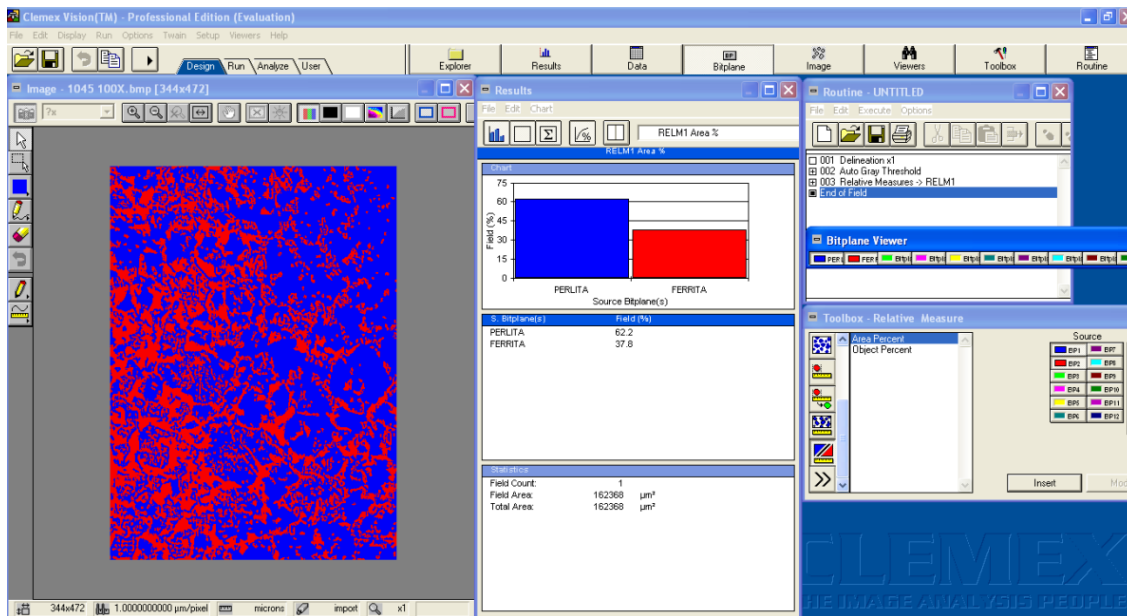 Clemex Vision(TM) - Professional Edition (Evaluation)
File Edit Display Run Options Twain Setup Viewers Help
Design Run Analyze User
Explorer Results Data Bitplane Image Viewers Toolbox Routine
BP
Image - 1045 100X.bmp [344x472]
?x
344x472 1.0000000000 µm/pixel microns import x1
Results
File Edit Chart
RELM1 Area %
RELM1 Area %
Chart
75
60
45
30
15
0
Field (%)
PERLITA FERRITA
Source Bitplane(s)
S. Bitplane(s) Field (%)
PERLITA 62.2
FERRITA 37.8
Statistics
Field Count: 1
Field Area: 162368 µm²
Total Area: 162368 µm²
Routine - UNTITLED
File Edit Execute Options
001 Delineation x1
002 Auto Gray Threshold
003 Relative Measures -> RELM1
End of Field
Bitplane Viewer
Toolbox - Relative Measure
Area Percent
Object Percent
Source
BP1 BP7
BP2 BP8
BP3 BP9
BP4 BP10
BP5 BP11
BP6 BP12
Insert
CLEMEX
THE IMAGE ANALYSIS PEOPLE